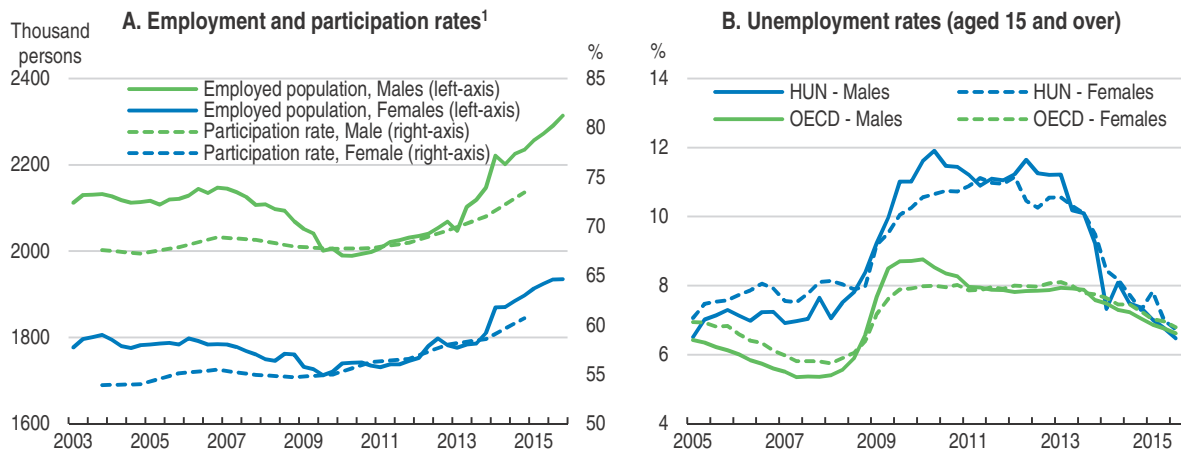 A. Employment and participation rates¹
Thousand
persons
%
2400
2200
2000
1800
1600
85
80
75
70
65
60
55
50
Employed population, Males (left-axis)
Employed population, Females (left-axis)
Participation rate, Male (right-axis)
Participation rate, Female (right-axis)
2003 2005 2007 2009 2011 2013 2015
B. Unemployment rates (aged 15 and over)
%
14
12
10
8
6
4
HUN - Males HUN - Females
OECD - Males OECD - Females
2005 2007 2009 2011 2013 2015